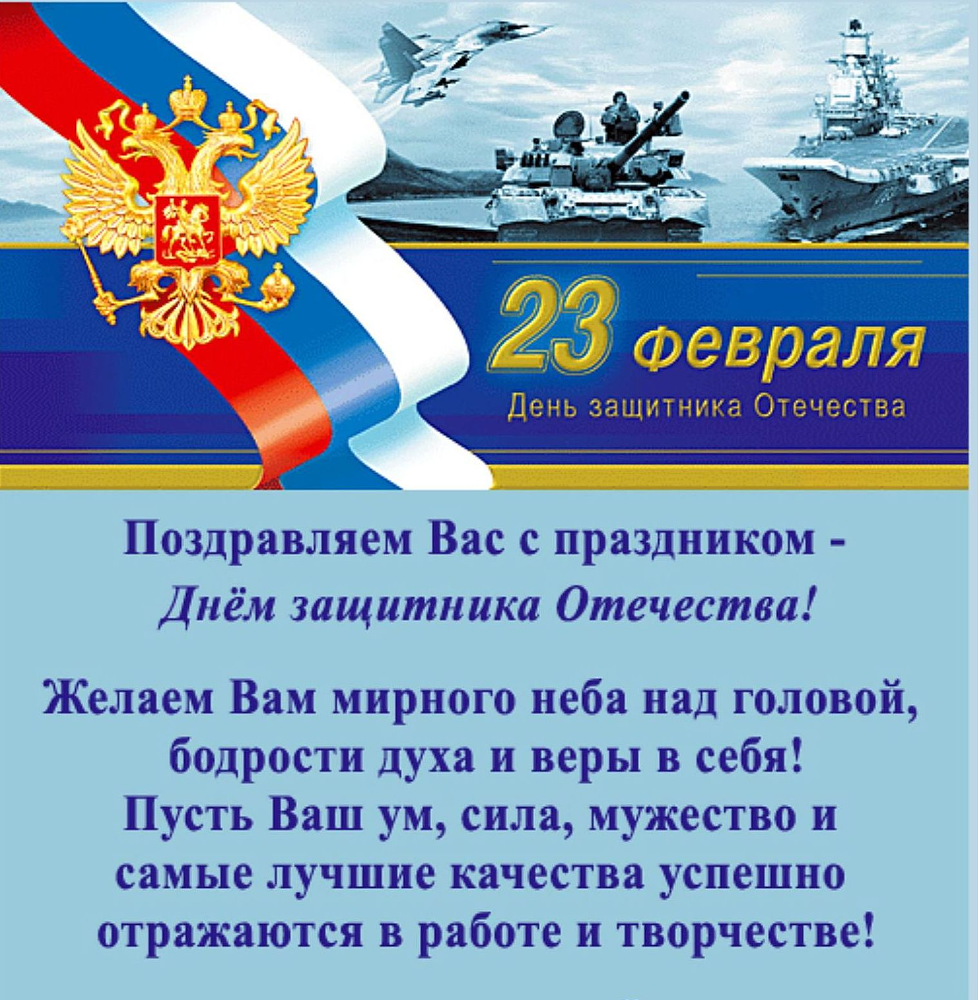 23 февраля
День защитника Отечества
Поздравляем Вас с праздником -
Днём защитника Отечества!
Желаем Вам мирного неба над головой,
бодрости духа и веры в себя!
Пусть Ваш ум, сила, мужество и
самые лучшие качества успешно
отражаются в работе и творчестве!